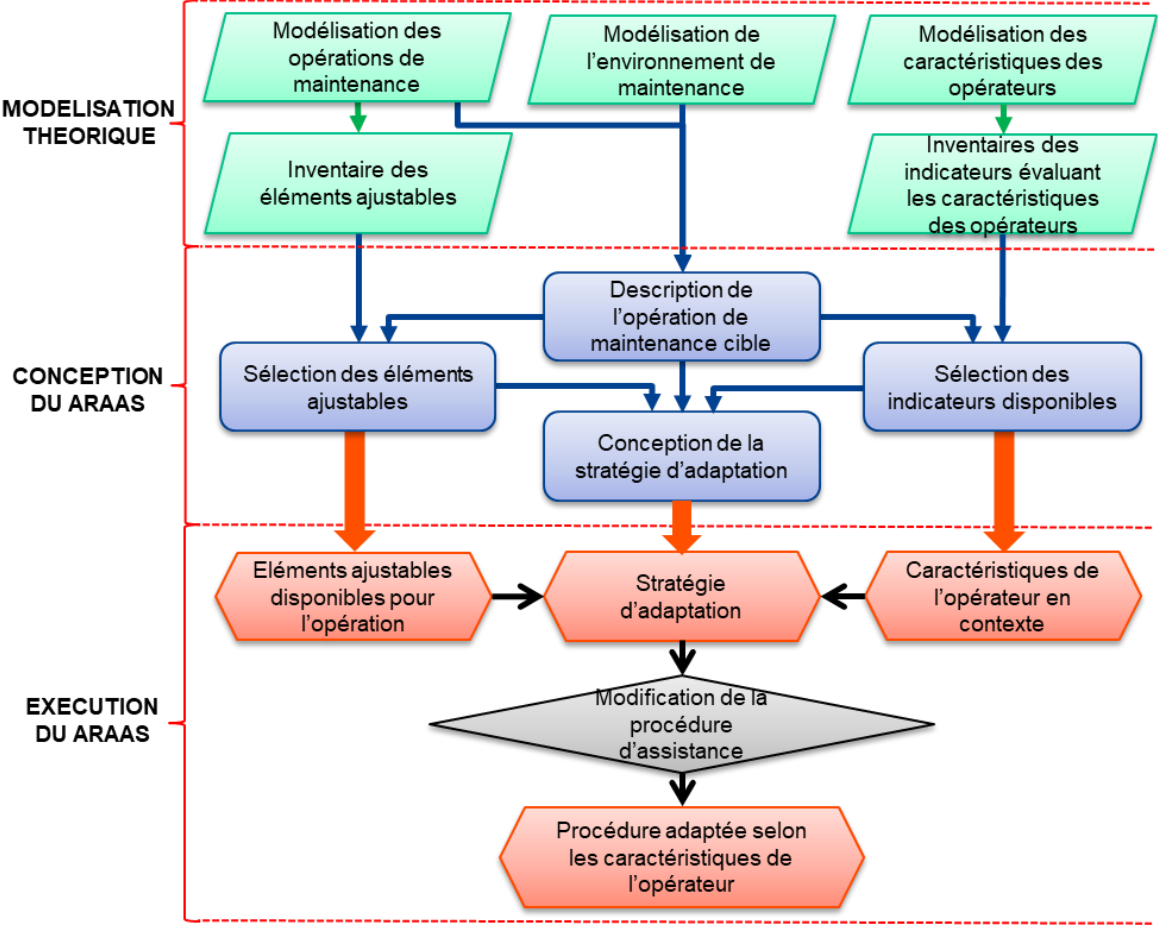 Modélisation des
opérations de
maintenance
Modélisation de
l'environnement de
maintenance
Modélisation des
caractéristiques des
opérateurs
MODELISATION
THEORIQUE
Inventaire des
éléments ajustables
Inventaires des
indicateurs évaluant
les caractéristiques
des opérateurs
Description de
l'opération de
maintenance cible
CONCEPTION
DU ARAAS
Sélection des éléments
ajustables
Sélection des
indicateurs disponibles
Conception de la
stratégie d'adaptation
Eléments ajustables
disponibles pour
l'opération
Stratégie
d'adaptation
Caractéristiques de
l'opérateur en
contexte
EXECUTION
DU ARAAS
Modification de la
procédure
d'assistance
Procédure adaptée selon
les caractéristiques de
l'opérateur